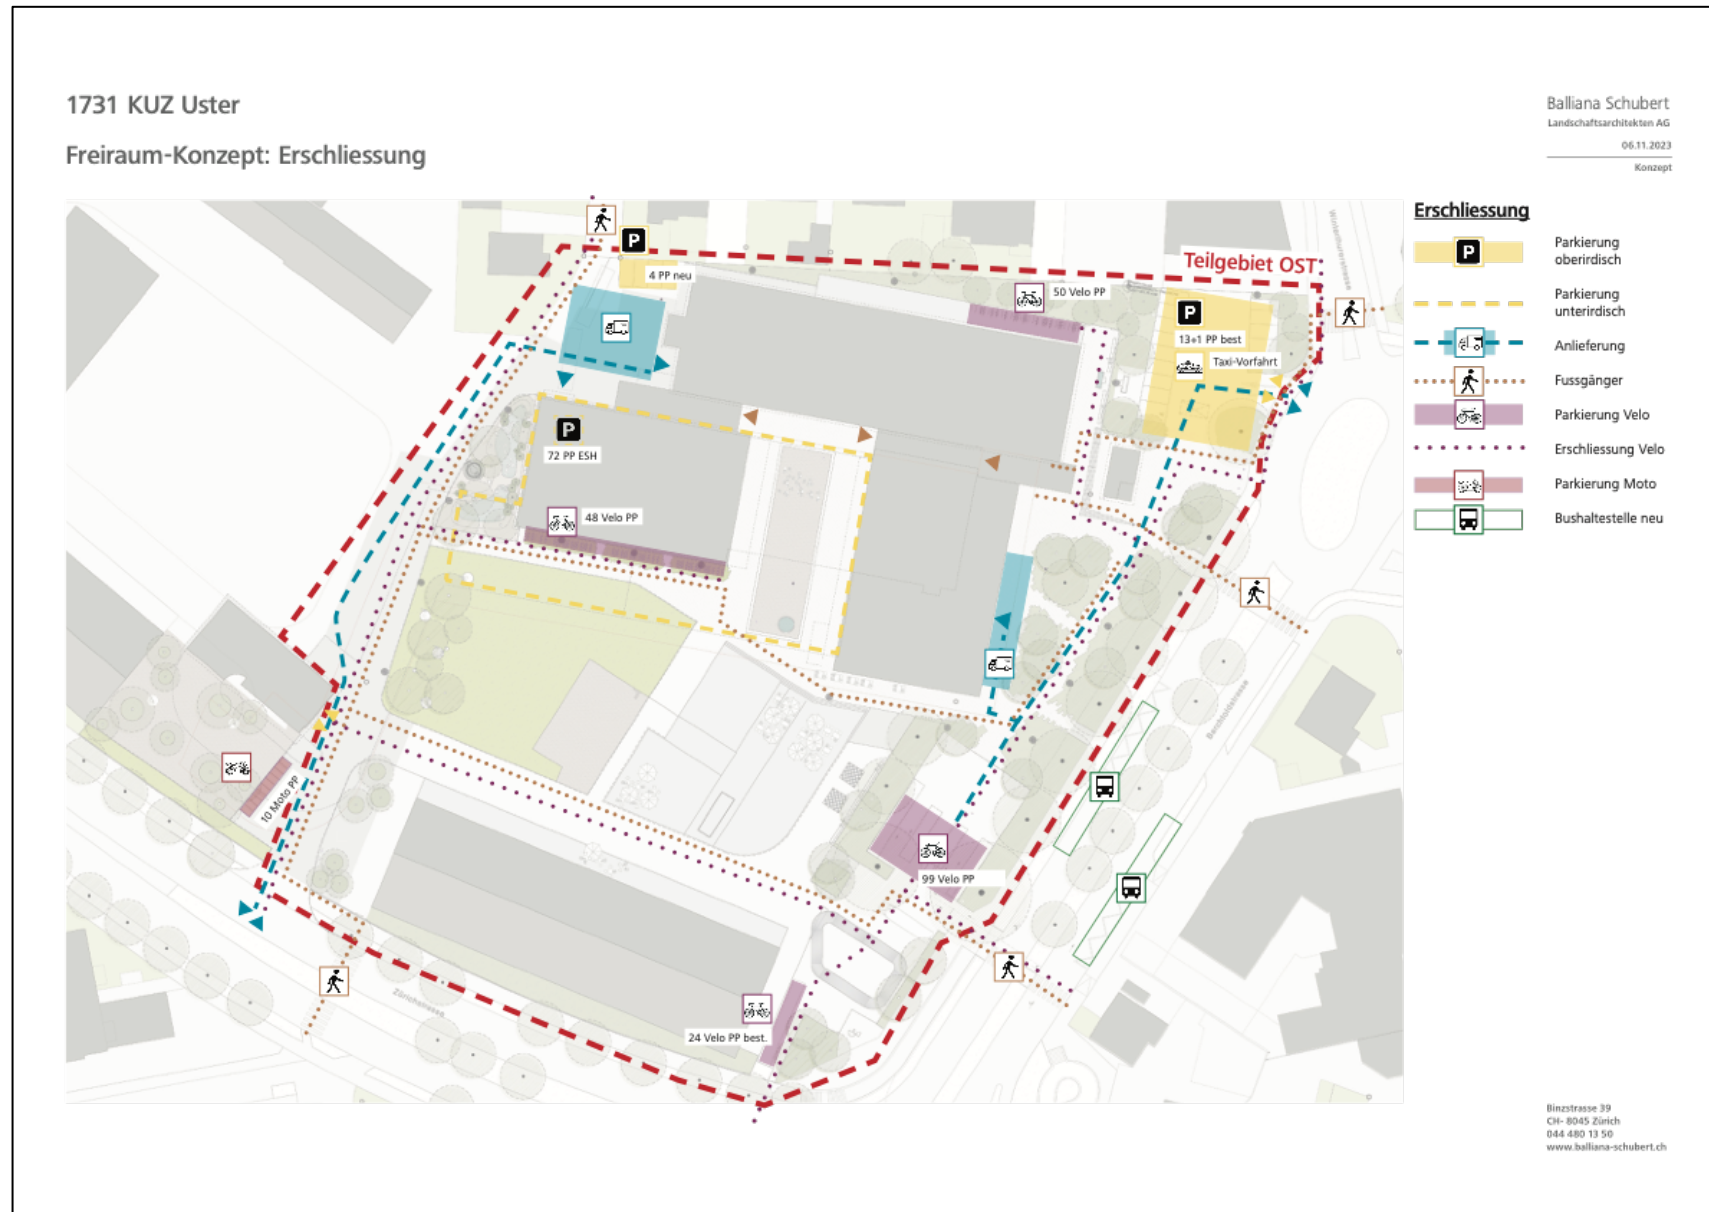 1731 KUZ Uster
Freiraum-Konzept: Erschliessung
Balliana Schubert
Landschaftsarchitekten AG
06.11.2023
Konzept
Erschliessung
P
Parkierung
oberirdisch
Parkierung
unterirdisch
Anlieferung
Fussgänger
Parkierung Velo
Erschliessung Velo
Parkierung Moto
Bushaltestelle neu
P
4 PP neu
Teilgebiet OST
Winterthurerstrasse
50 Velo PP
P
13+1 PP best
Taxi-Vorfahrt
P
72 PP ESH
48 Velo PP
10 Moto PP
99 Velo PP
24 Velo PP best.
Zürichstrasse
Berchtoldstrasse
Binzstrasse 39
CH- 8045 Zürich
044 480 13 50
www.balliana-schubert.ch